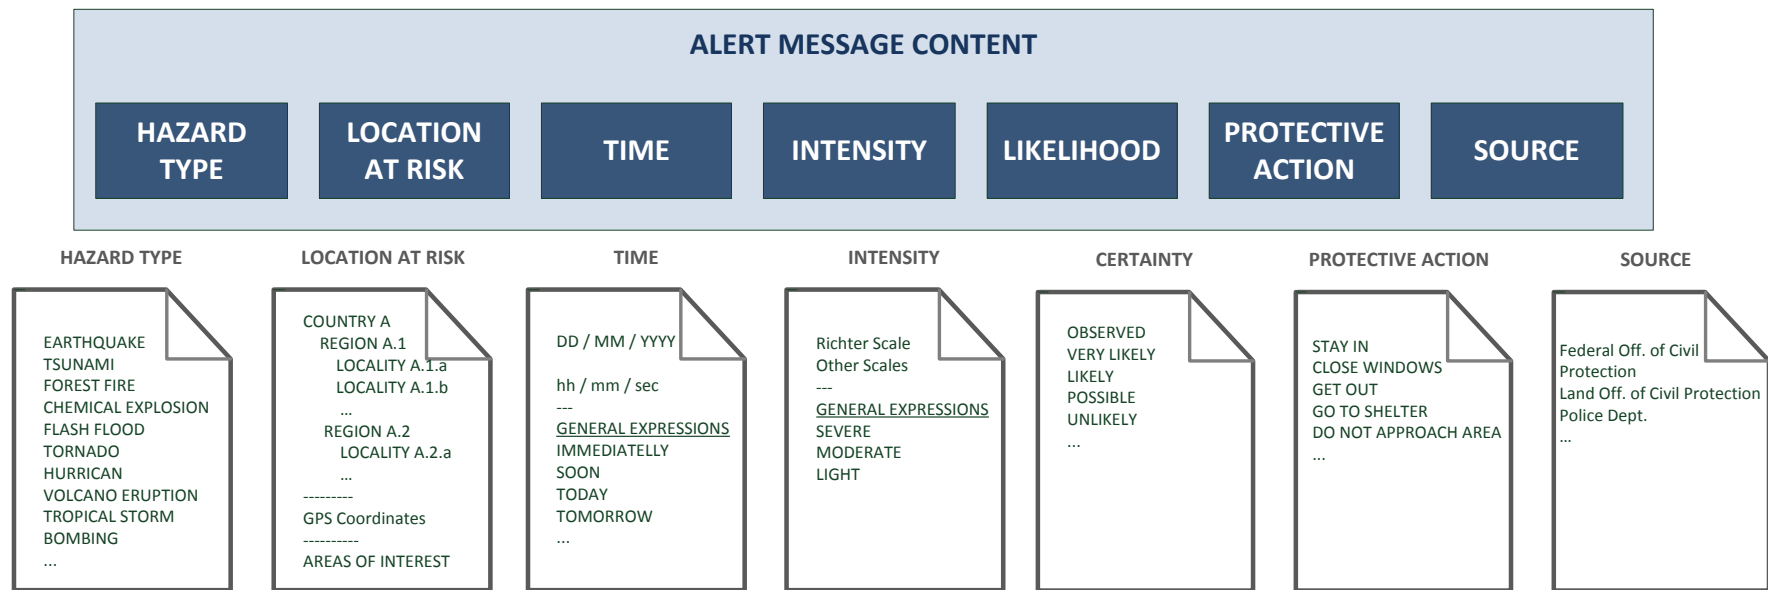 ALERT MESSAGE CONTENT
HAZARD
TYPE
LOCATION
AT RISK
TIME
INTENSITY
LIKELIHOOD
PROTECTIVE
ACTION
SOURCE
HAZARD TYPE
EARTHQUAKE
TSUNAMI
FOREST FIRE
CHEMICAL EXPLOSION
FLASH FLOOD
TORNADO
HURRICAN
VOLCANO ERUPTION
TROPICAL STORM
BOMBING
...
LOCATION AT RISK
COUNTRY A
REGION A.1
LOCALITY A.1.a
LOCALITY A.1.b
...
REGION A.2
LOCALITY A.2.a
...
---------
GPS Coordinates
----------
AREAS OF INTEREST
TIME
DD / MM / YYYY
hh / mm / sec
---
GENERAL EXPRESSIONS
IMMEDIATELLY
SOON
TODAY
TOMORROW
...
INTENSITY
Richter Scale
Other Scales
---
GENERAL EXPRESSIONS
SEVERE
MODERATE
LIGHT
CERTAINTY
OBSERVED
VERY LIKELY
LIKELY
POSSIBLE
UNLIKELY
...
PROTECTIVE ACTION
STAY IN
CLOSE WINDOWS
GET OUT
GO TO SHELTER
DO NOT APPROACH AREA
...
SOURCE
Federal Off. of Civil
Protection
Land Off. of Civil Protection
Police Dept.
...